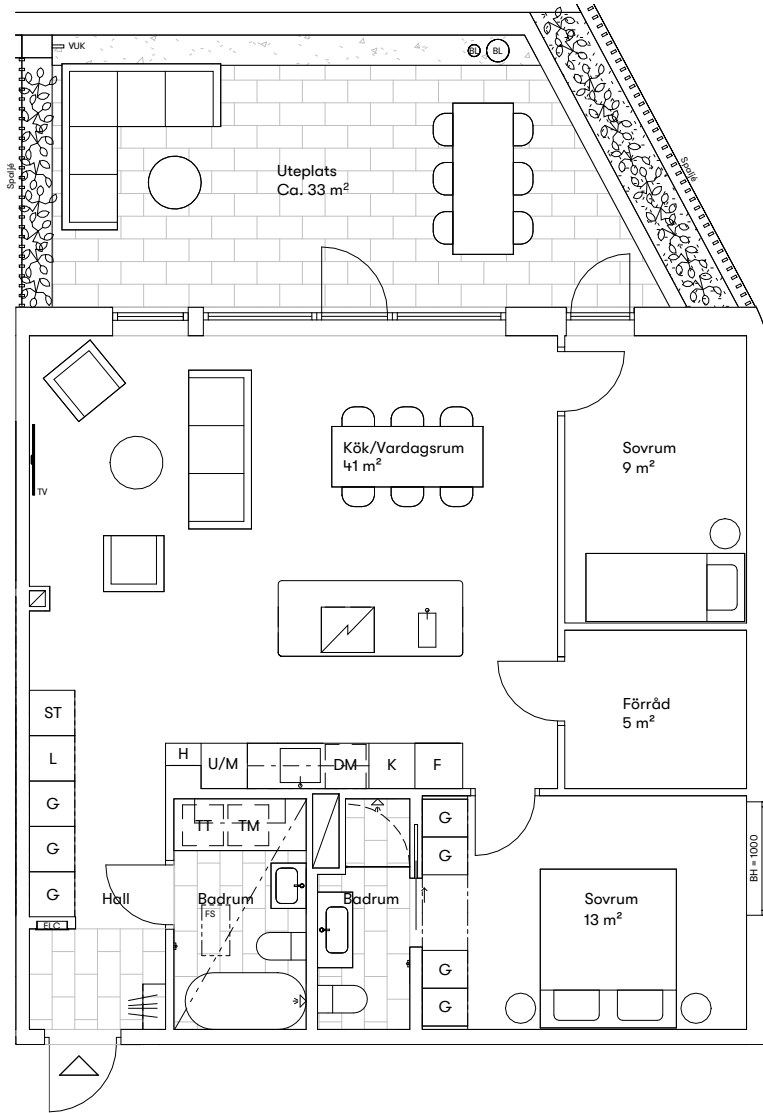 VUK
BL
BL
Spaljé
Spaljé
Uteplats
Ca. 33 m²
Kök/Vardagsrum
41 m²
Sovrum
9 m²
TV
ST
L
G
G
G
Förråd
5 m²
H
U/M
DM
K
F
TT
TM
G
G
BH = 1000
Hall
Badrum
Badrum
Sovrum
13 m²
FS
ELC
G
G